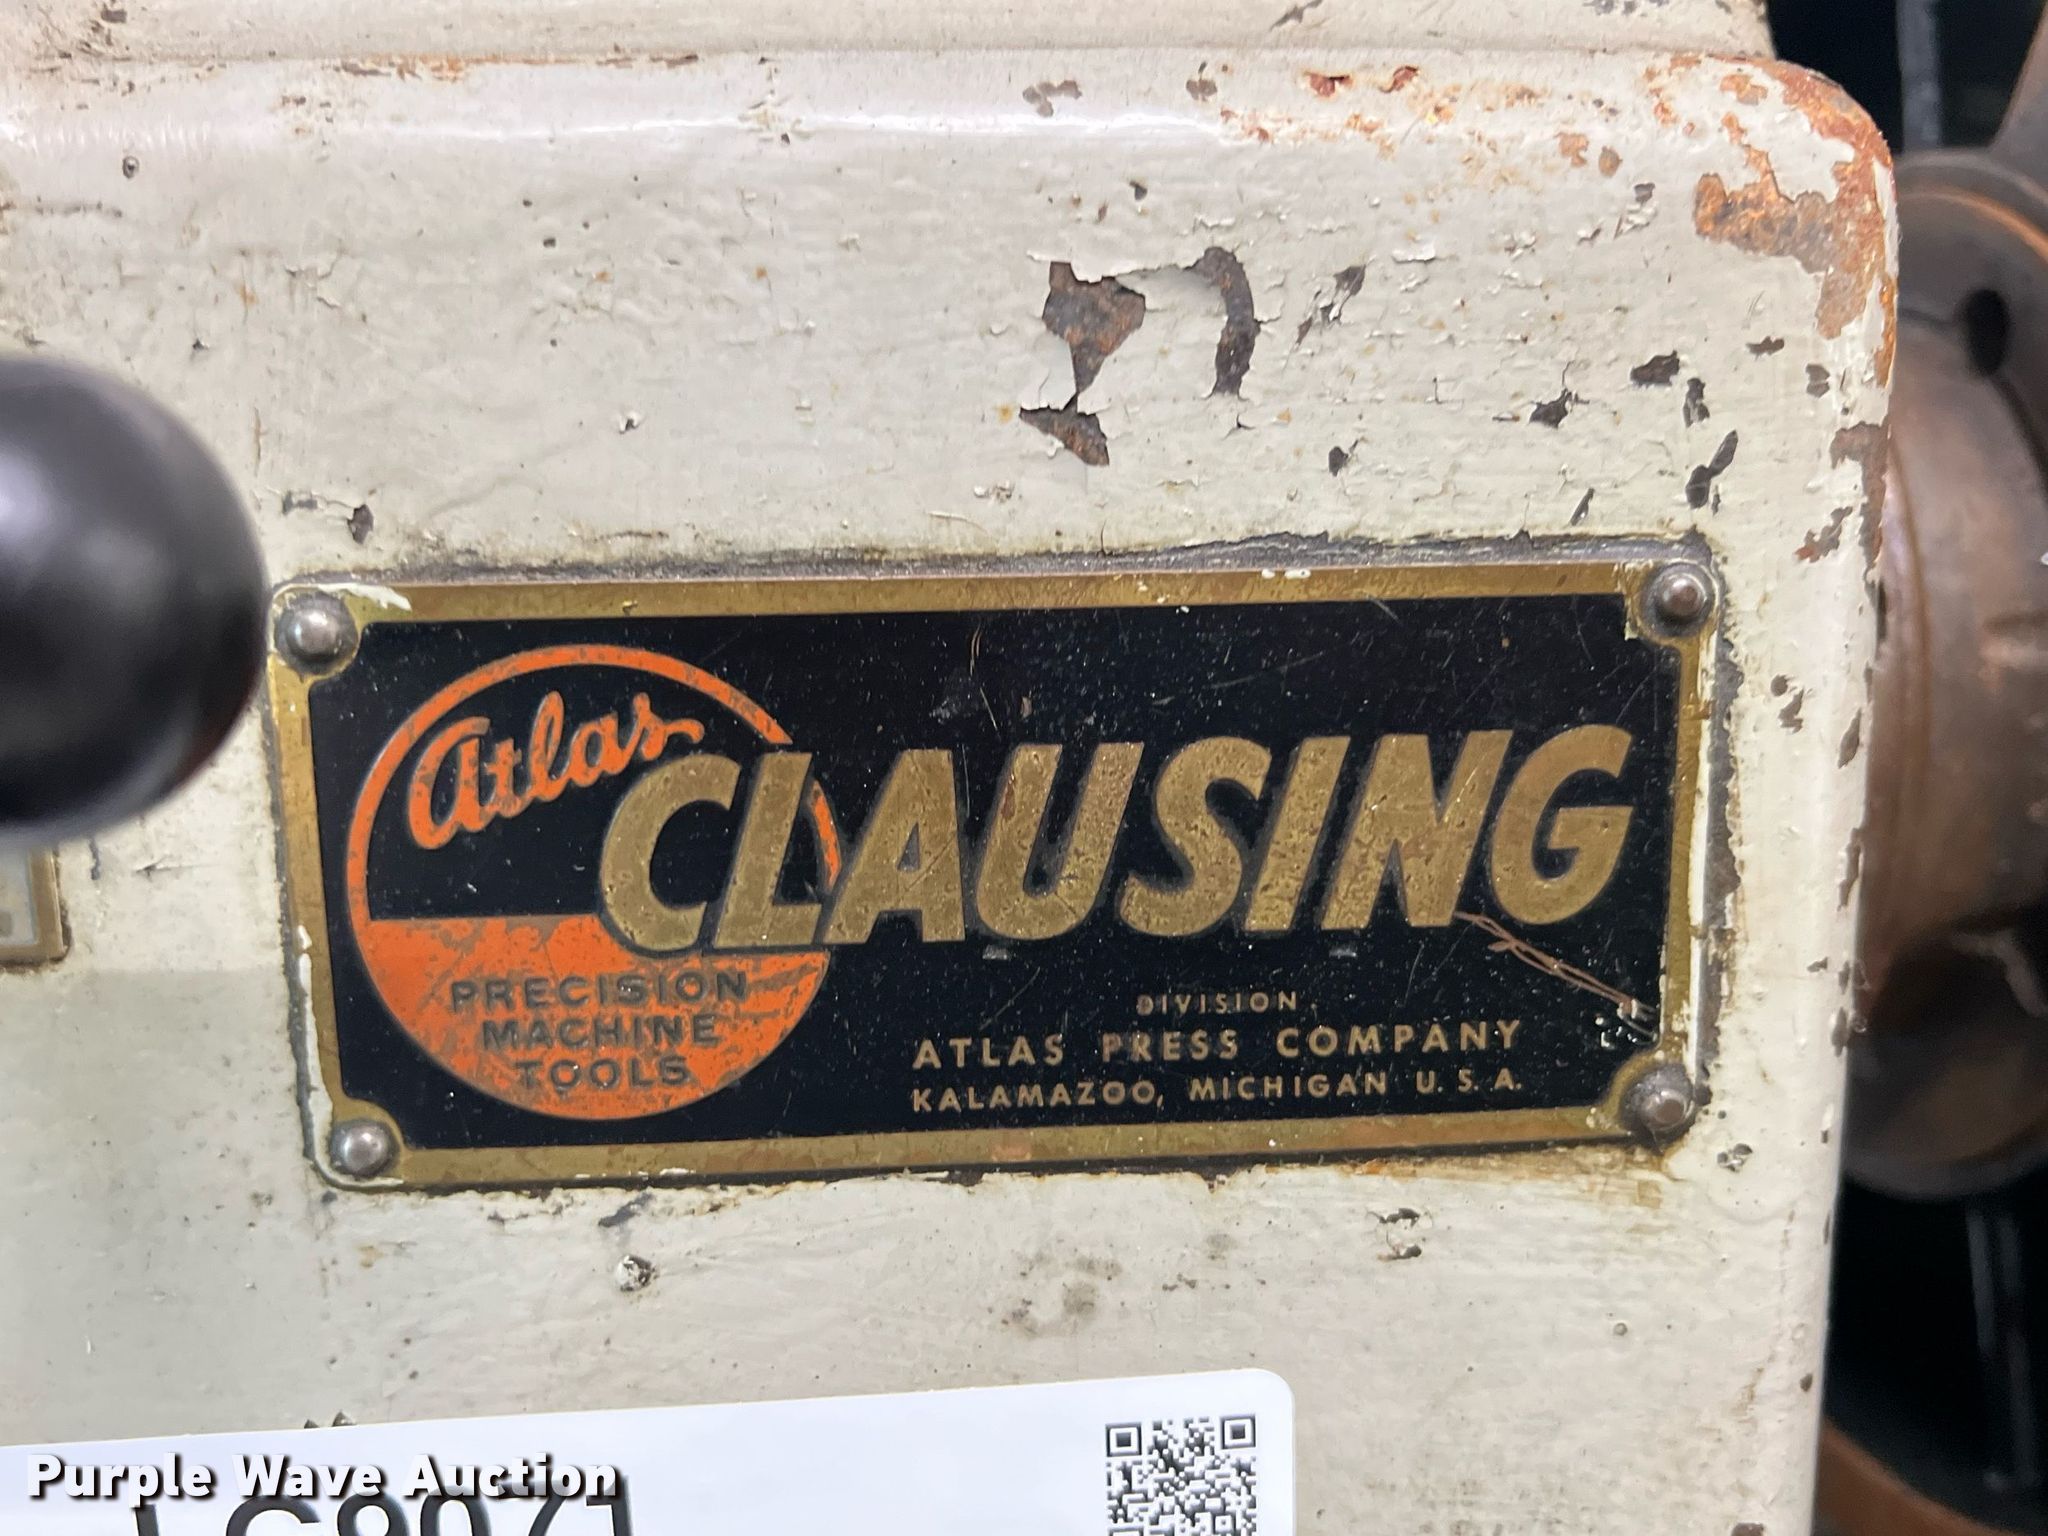 Atlas
CLAUSING
PRECISION
MACHINE
TOOLS
DIVISION
ATLAS PRESS COMPANY
KALAMAZOO, MICHIGAN U. S. A.
Purple Wave Auction